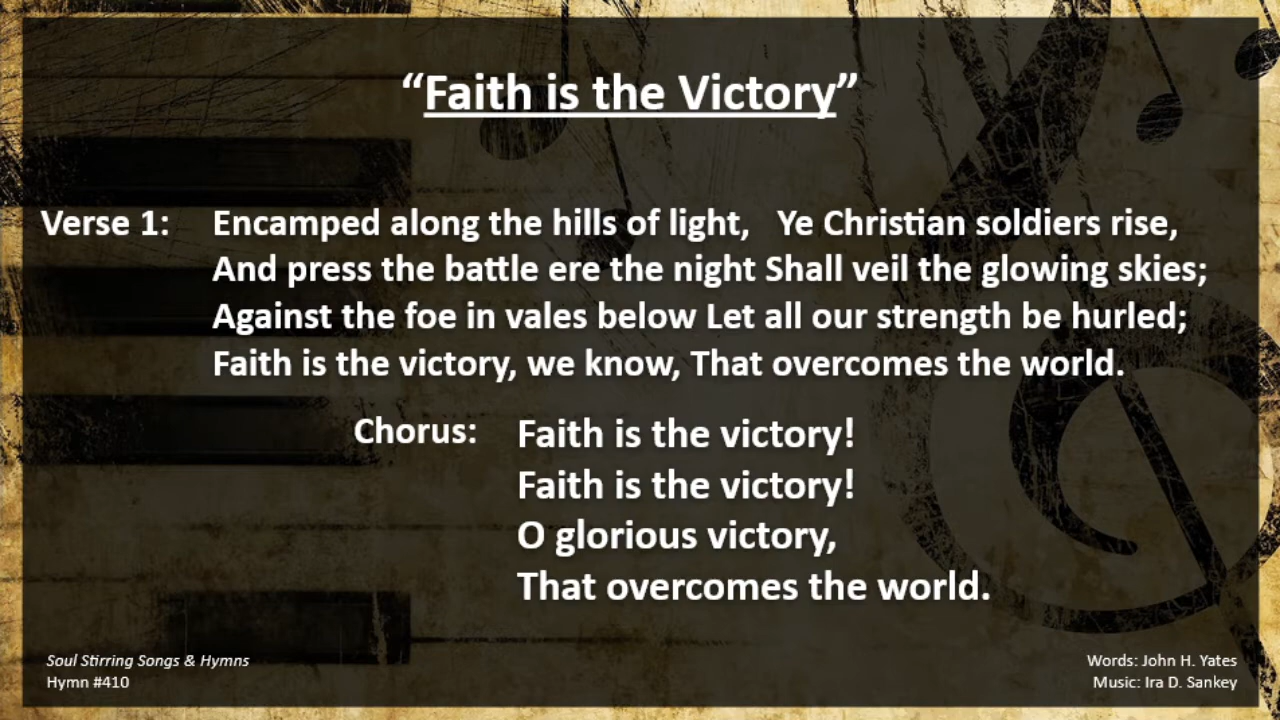 “Faith is the Victory”
Verse 1: Encamped along the hills of light, Ye Christian soldiers rise,
And press the battle ere the night Shall veil the glowing skies;
Against the foe in vales below Let all our strength be hurled;
Faith is the victory, we know, That overcomes the world.
Chorus: Faith is the victory!
Faith is the victory!
O glorious victory,
That overcomes the world.
Soul Stirring Songs & Hymns
Hymn #410
Words: John H. Yates
Music: Ira D. Sankey